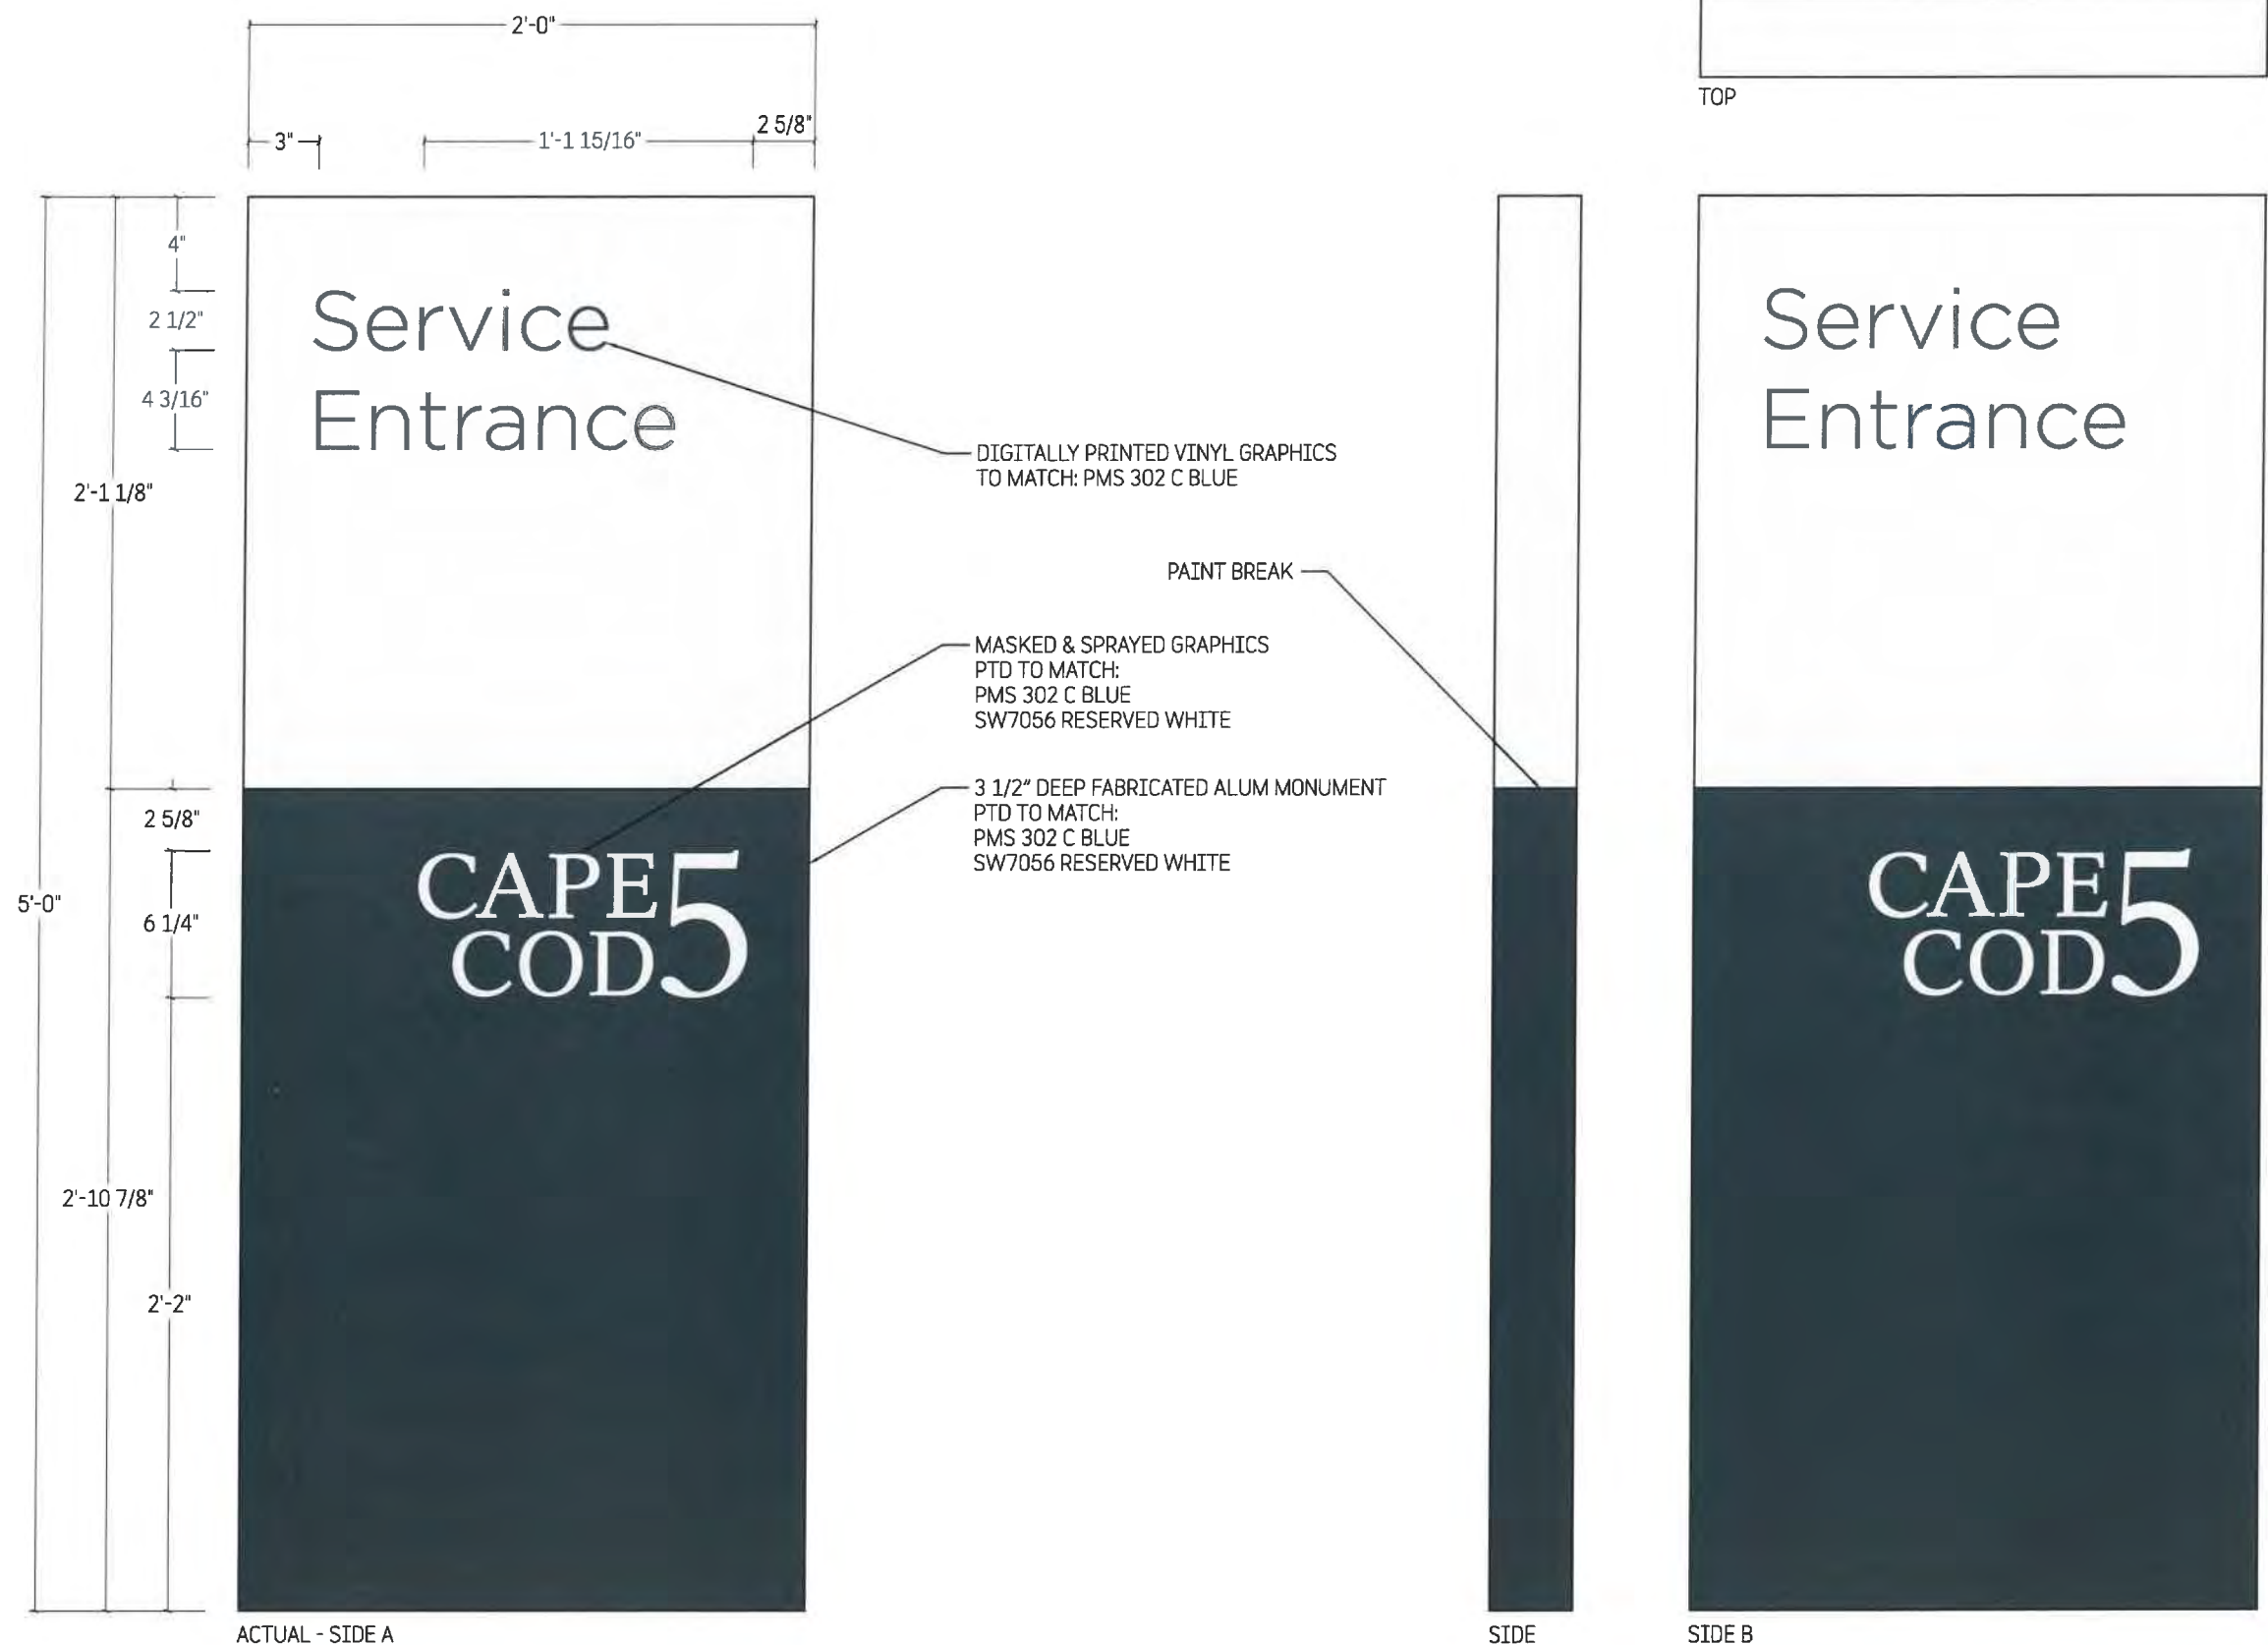 2'-0"
TOP
3"
1'-1 15/16"
2 5/8"
4"
2 1/2"
4 3/16"
2'-1 1/8"
Service
Entrance
DIGITALLY PRINTED VINYL GRAPHICS
TO MATCH: PMS 302 C BLUE
PAINT BREAK
MASKED & SPRAYED GRAPHICS
PTD TO MATCH:
PMS 302 C BLUE
SW7056 RESERVED WHITE
3 1/2" DEEP FABRICATED ALUM MONUMENT
PTD TO MATCH:
PMS 302 C BLUE
SW7056 RESERVED WHITE
2 5/8"
6 1/4"
5'-0"
2'-10 7/8"
2'-2"
CAPE 5
COD
ACTUAL - SIDE A
SIDE
Service
Entrance
CAPE 5
COD
SIDE B